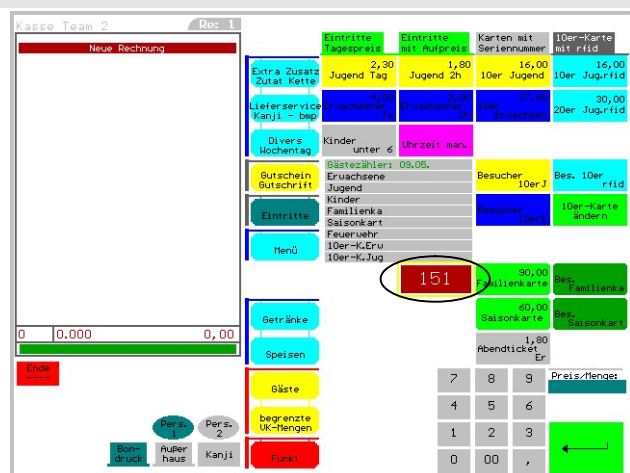 Kasse Team 2
Re: 1
Neue Rechnung
0 0.000 0,00
Ende
----
Pers.
1
Pers.
2
Bon-
druck
Außer
haus
Kanji
Extra Zusatz
Zutat Kette
Lieferservice
Kanji - bmp
Divers
Wochentag
Gutschein
Gutschrift
Eintritte
Menü
Getränke
Speisen
Gäste
begrenzte
VK-Mengen
Funkt
Eintritte
Tagespreis
Eintritte
mit Aufpreis
Karten mit
Seriennummer
10er-Karte
mit rfid
2,30
Jugend Tag
1,80
Jugend 2h
16,00
10er Jugend
16,00
10er Jug.rfid
4,00
Erwachsener
Erwachsener
2h
27,00
10er
Erwachsen
30,00
20er Jug.rfid
Kinder
unter 6
Uhrzeit man.
Gästezähler: 09.05.
Erwachsene
Jugend
Kinder
Familienka
Saisonkart
Feuerwehr
10er-K.Erw
10er-K.Jug
Besucher
10erJ
Bes. 10er
rfid
Besucher
10erE
10er-Karte
ändern
151
90,00
Familienkarte
Bes.
Familienka
60,00
Saisonkarte
Bes.
Saisonkart
1,80
Abendticket
Er
Preis/Menge:
7 8 9
4 5 6
1 2 3
0 00 ,